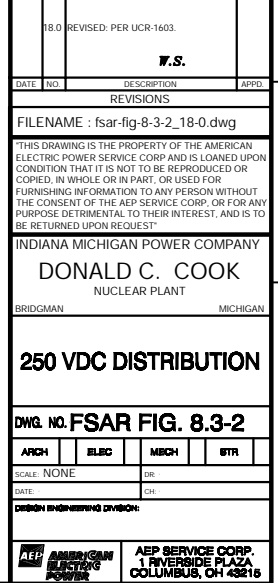 18.0 REVISED: PER UCR-1603.
W.S.
DATE NO. DESCRIPTION APPD.
REVISIONS
FILENAME : fsar-fig-8-3-2_18-0.dwg
"THIS DRAWING IS THE PROPERTY OF THE AMERICAN
ELECTRIC POWER SERVICE CORP AND IS LOANED UPON
CONDITION THAT IT IS NOT TO BE REPRODUCED OR
COPIED, IN WHOLE OR IN PART, OR USED FOR
FURNISHING INFORMATION TO ANY PERSON WITHOUT
THE CONSENT OF THE AEP SERVICE CORP, OR FOR ANY
PURPOSE DETRIMENTAL TO THEIR INTEREST, AND IS TO
BE RETURNED UPON REQUEST"
INDIANA MICHIGAN POWER COMPANY
DONALD C. COOK
NUCLEAR PLANT
BRIDGMAN MICHIGAN
250 VDC DISTRIBUTION
DWG. NO. FSAR FIG. 8.3-2
ARCH ELEC MECH STR
SCALE: NONE DR:
DATE: CH:
DESIGN ENGINEERING DIVISION:
AEP AMERICAN
ELECTRIC
POWER
AEP SERVICE CORP.
1 RIVERSIDE PLAZA
COLUMBUS, OH 43215